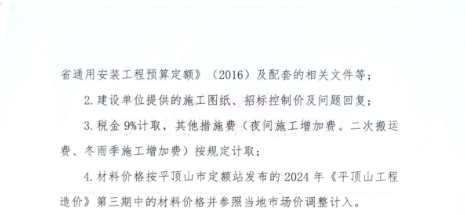 省通用安装工程预算定额》（2016）及配套的相关文件等；
2.建设单位提供的施工图纸、招标控制价及问题回复；
3.税金 9%计取，其他措施费（夜间施工增加费、二次搬运
费、冬雨季施工增加费）按规定计取；
4.材料价格按平顶山市定额站发布的 2024 年《平顶山工程
造价》第三期中的材料价格并参照当地市场价调整计入。